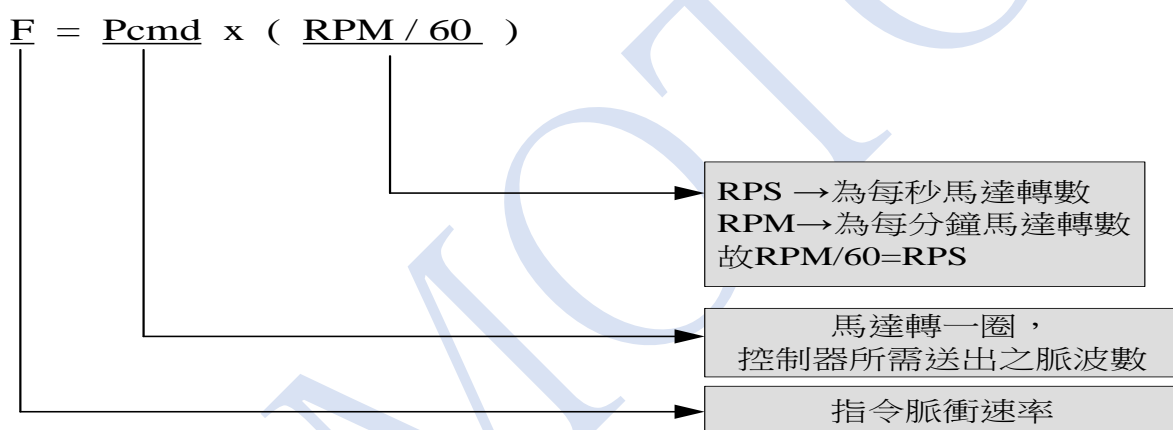 F = Pcmd x ( RPM / 60 )
RPS →為每秒馬達轉數
RPM→為每分鐘馬達轉數
故RPM/60=RPS
馬達轉一圈，
控制器所需送出之脈波數
指令脈衝速率